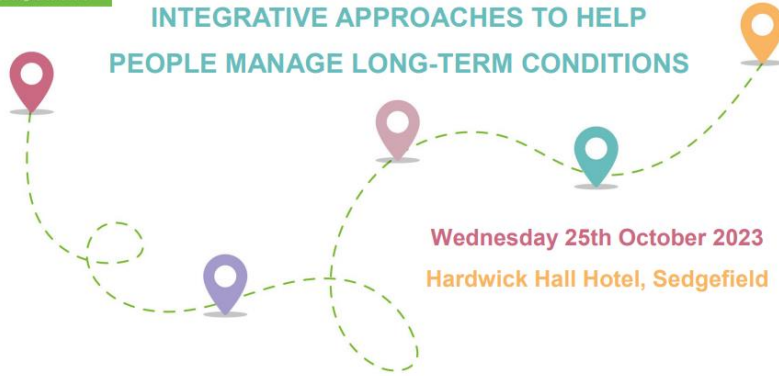 INTEGRATIVE APPROACHES TO HELP
PEOPLE MANAGE LONG-TERM CONDITIONS
Wednesday 25th October 2023
Hardwick Hall Hotel, Sedgefield